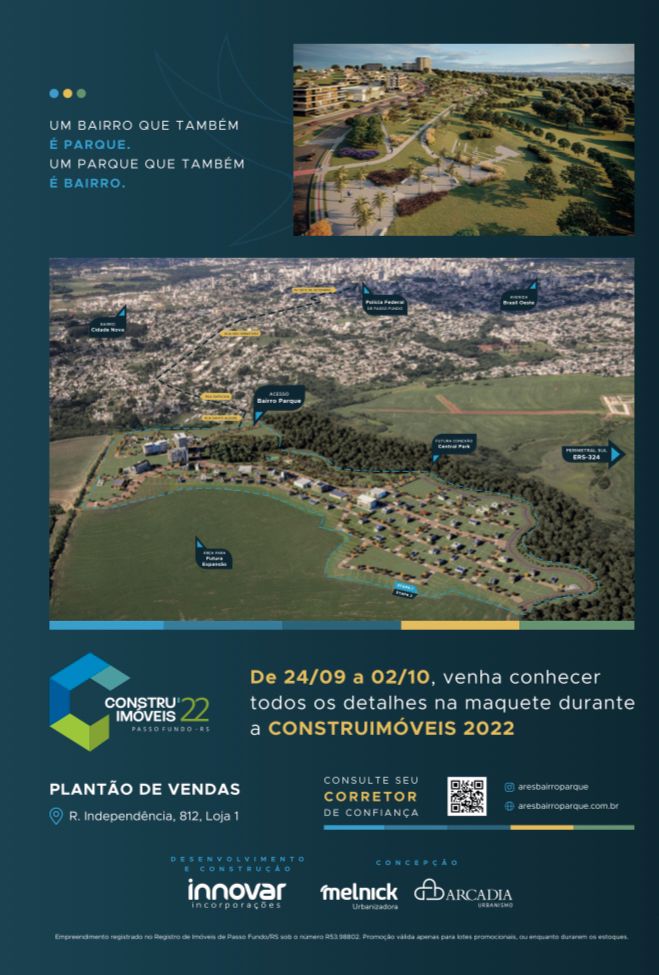 UM BAIRRO QUE TAMBÉM
É PARQUE.
UM PARQUE QUE TAMBÉM
É BAIRRO.
BAIRRO
Cidade Nova
Polícia Federal
DE PASSO FUNDO
AVENIDA
Brasil Oeste
ACESSO
Bairro Parque
FUTURA CONEXÃO
Central Park
PERIMETRAL SUL
ERS-324
ÁREA PARA
Futura
Expansão
ETAPA 1
ETAPA 2
CONSTRU'
IMÓVEIS '22
PASSO FUNDO - RS
De 24/09 a 02/10, venha conhecer
todos os detalhes na maquete durante
a CONSTRUIMÓVEIS 2022
PLANTÃO DE VENDAS
R. Independência, 812, Loja 1
CONSULTE SEU
CORRETOR
DE CONFIANÇA
aresbairroparque
aresbairroparque.com.br
DESENVOLVIMENTO
E CONSTRUÇÃO
innovar
incorporações
CONCEPÇÃO
melnick
Urbanizadora
ARCADIA
URBANISMO
Empreendimento registrado no Registro de Imóveis de Passo Fundo/RS sob o número R53.98802. Promoção válida apenas para lotes promocionais, ou enquanto durarem os estoques.